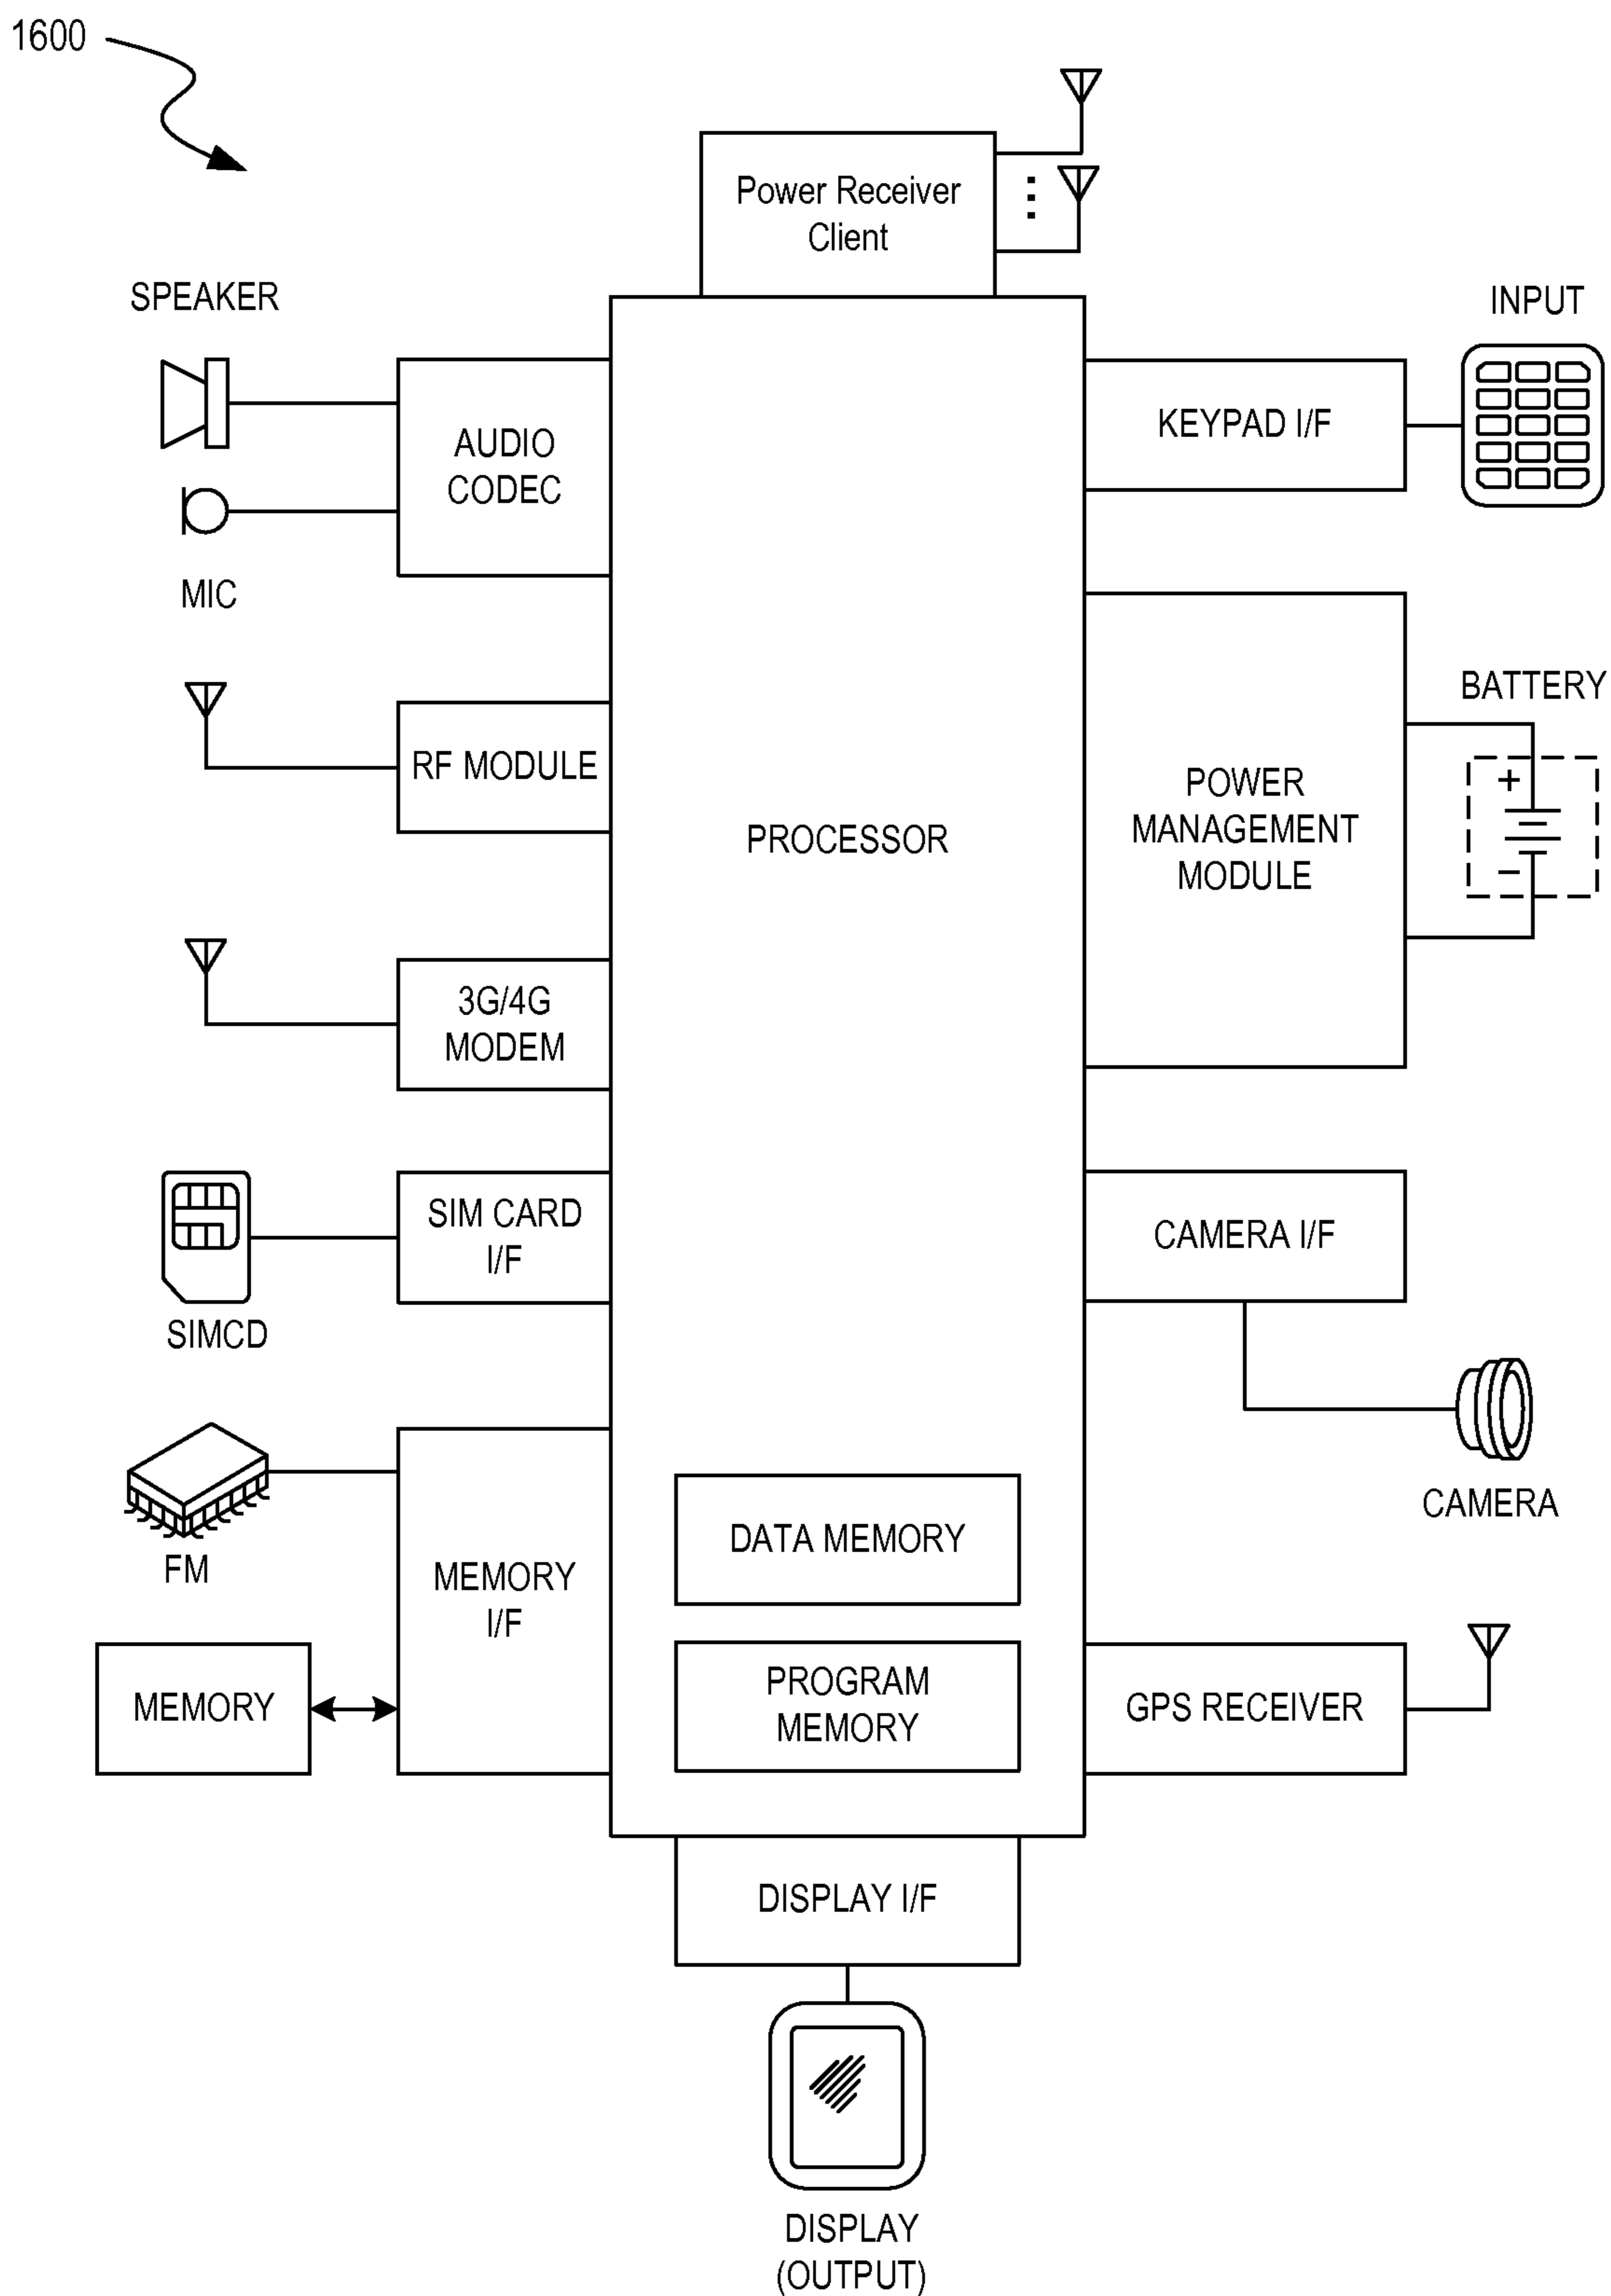 1600
Power Receiver
Client
SPEAKER
INPUT
AUDIO
CODEC
KEYPAD I/F
MIC
BATTERY
RF MODULE
PROCESSOR
POWER
MANAGEMENT
MODULE
+
−
3G/4G
MODEM
SIM CARD
I/F
CAMERA I/F
SIMCD
CAMERA
FM
MEMORY
I/F
DATA MEMORY
MEMORY
PROGRAM
MEMORY
GPS RECEIVER
DISPLAY I/F
DISPLAY
(OUTPUT)